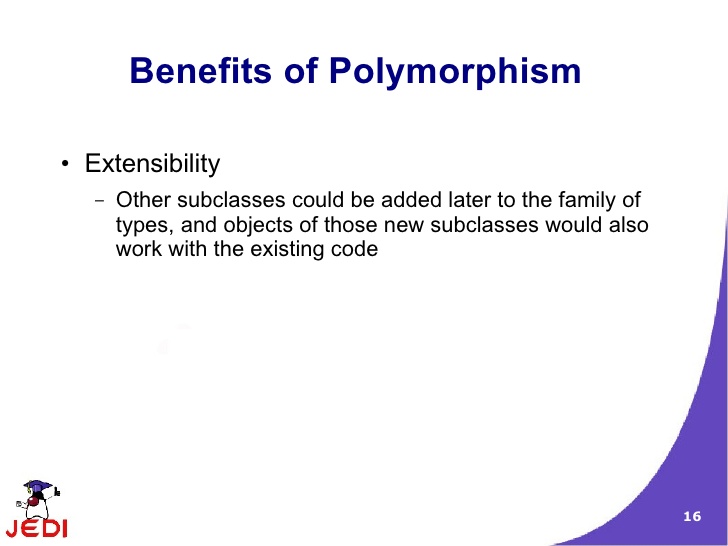 Benefits of Polymorphism
• Extensibility
– Other subclasses could be added later to the family of
types, and objects of those new subclasses would also
work with the existing code
JEDI
16